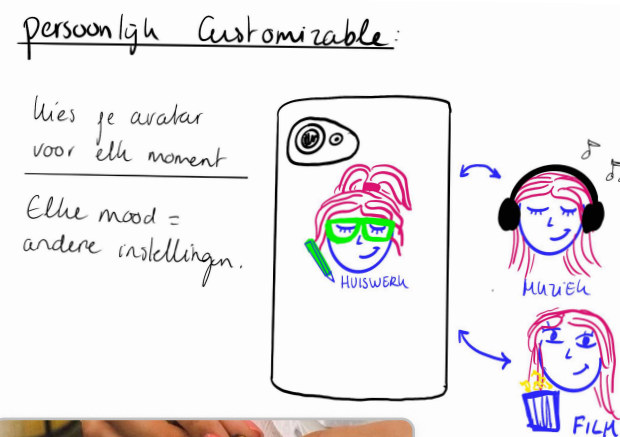 persoonlijk Customizable:
kies je avatar
voor elk moment
Elke mood =
andere instellingen.
HUISWERK
MUZIEK
FILM